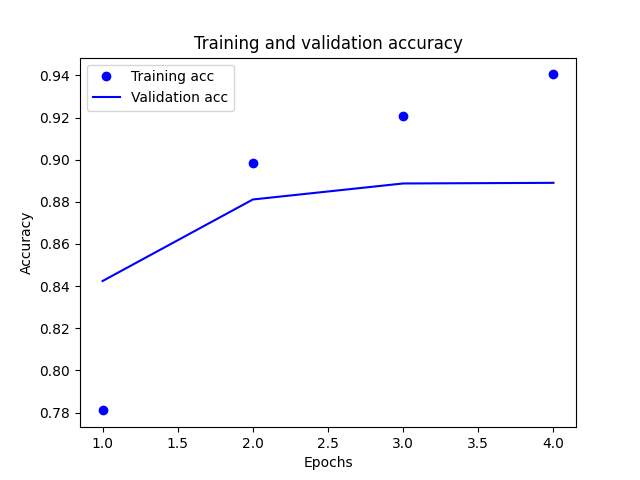 Training and validation accuracy
Training acc
Validation acc
0.94
0.92
0.90
0.88
0.86
0.84
0.82
0.80
0.78
Accuracy
1.0 1.5 2.0 2.5 3.0 3.5 4.0
Epochs